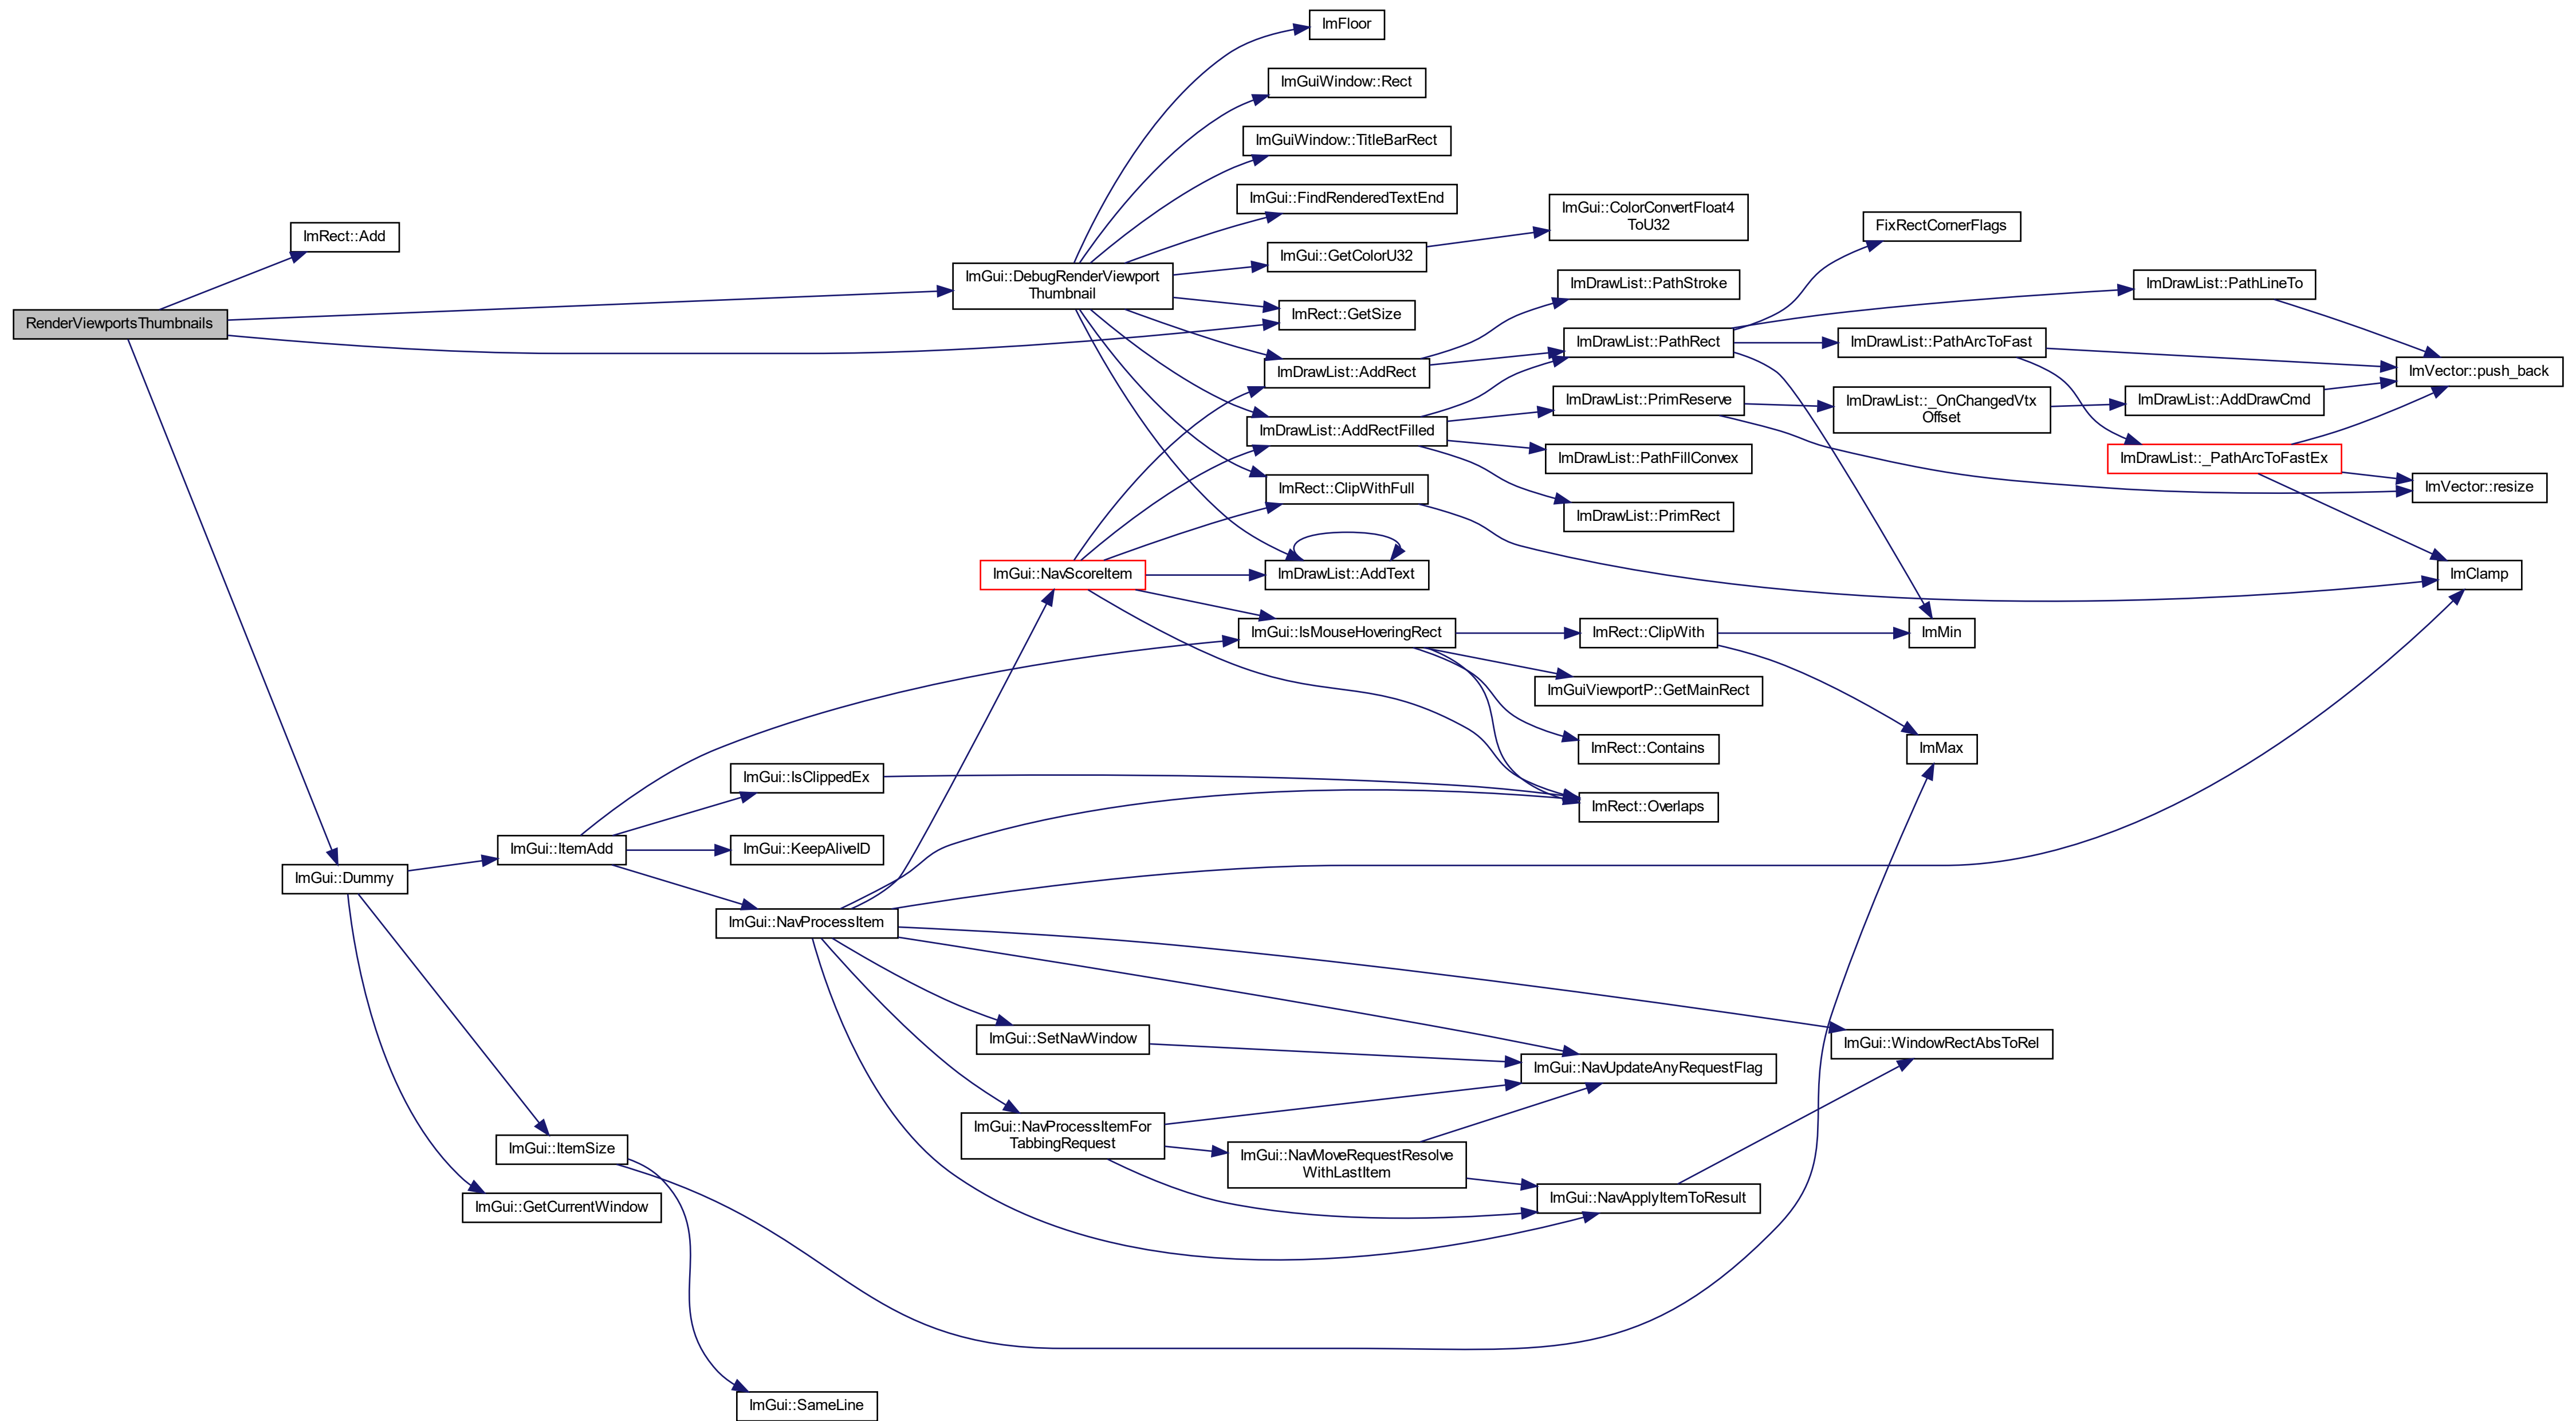 ImFloor
ImGuiWindow::Rect
ImGuiWindow::TitleBarRect
ImGui::FindRenderedTextEnd
ImGui::ColorConvertFloat4
ToU32
FixRectCornerFlags
ImRect::Add
ImGui::GetColorU32
ImGui::DebugRenderViewport
Thumbnail
ImDrawList::PathStroke
ImDrawList::PathLineTo
RenderViewportsThumbnails
ImRect::GetSize
ImDrawList::PathRect
ImDrawList::PathArcToFast
ImDrawList::AddRect
ImVector::push_back
ImDrawList::PrimReserve
ImDrawList::_OnChangedVtx
Offset
ImDrawList::AddDrawCmd
ImDrawList::AddRectFilled
ImDrawList::PathFillConvex
ImDrawList::_PathArcToFastEx
ImRect::ClipWithFull
ImVector::resize
ImDrawList::PrimRect
ImGui::NavScoreItem
ImDrawList::AddText
ImClamp
ImGui::IsMouseHoveringRect
ImRect::ClipWith
ImMin
ImGuiViewportP::GetMainRect
ImRect::Contains
ImMax
ImGui::IsClippedEx
ImRect::Overlaps
ImGui::ItemAdd
ImGui::KeepAliveID
ImGui::Dummy
ImGui::NavProcessItem
ImGui::SetNavWindow
ImGui::WindowRectAbsToRel
ImGui::NavUpdateAnyRequestFlag
ImGui::NavProcessItemFor
TabbingRequest
ImGui::ItemSize
ImGui::NavMoveRequestResolve
WithLastItem
ImGui::NavApplyItemToResult
ImGui::GetCurrentWindow
ImGui::SameLine